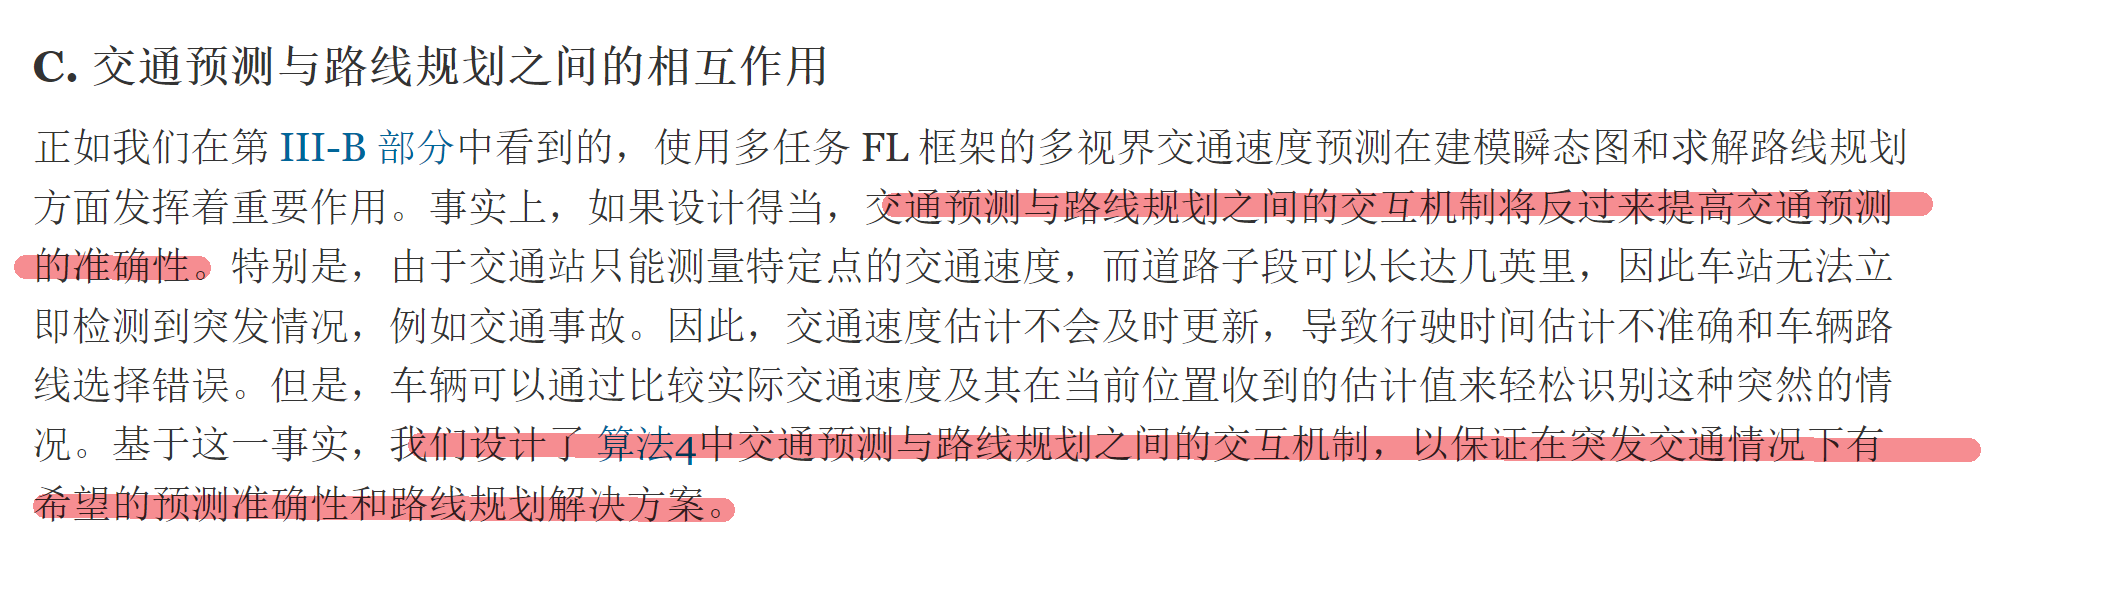 C. 交通预测与路线规划之间的相互作用
正如我们在第 III-B 部分中看到的，使用多任务 FL 框架的多视界交通速度预测在建模瞬态图和求解路线规划
方面发挥着重要作用。事实上，如果设计得当，交通预测与路线规划之间的交互机制将反过来提高交通预测
的准确性。特别是，由于交通站只能测量特定点的交通速度，而道路子段可以长达几英里，因此车站无法立
即检测到突发情况，例如交通事故。因此，交通速度估计不会及时更新，导致行驶时间估计不准确和车辆路
线选择错误。但是，车辆可以通过比较实际交通速度及其在当前位置收到的估计值来轻松识别这种突然的情
况。基于这一事实，我们设计了 算法4中交通预测与路线规划之间的交互机制，以保证在突发交通情况下有
希望的预测准确性和路线规划解决方案。